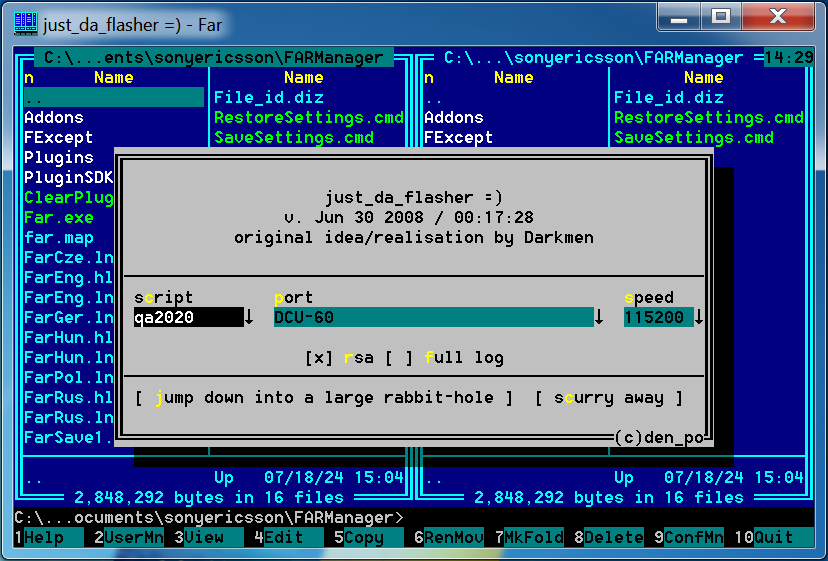 just_da_flasher =) - Far
C:\...ents\sonyericsson\FARManager C:\...\sonyericsson\FARManager =14:29
n Name Name n Name Name
.. File_id.diz .. File_id.diz
Addons RestoreSettings.cmd Addons RestoreSettings.cmd
FExcept SaveSettings.cmd FExcept SaveSettings.cmd
Plugins
PluginSDK
ClearPlug
Far.exe
far.map
FarCze.ln
FarEng.hl
FarEng.ln
FarGer.ln
FarHun.hl
FarHun.ln
FarPol.ln
FarRus.hl
FarRus.ln
FarSave1.
just_da_flasher =)
v. Jun 30 2008 / 00:17:28
original idea/realisation by Darkmen
script port speed
qa2020 ↓ DCU-60 ↓ 115200 ↓
[x] rsa [ ] full log
[ jump down into a large rabbit-hole ] [ scurry away ]
(c)den_po
.. Up 07/18/24 15:04 .. Up 07/18/24 15:04
2,848,292 bytes in 16 files 2,848,292 bytes in 16 files
C:\...ocuments\sonyericsson\FARManager>
1Help 2UserMn 3View 4Edit 5Copy 6RenMov 7MkFold 8Delete 9ConfMn 10Quit